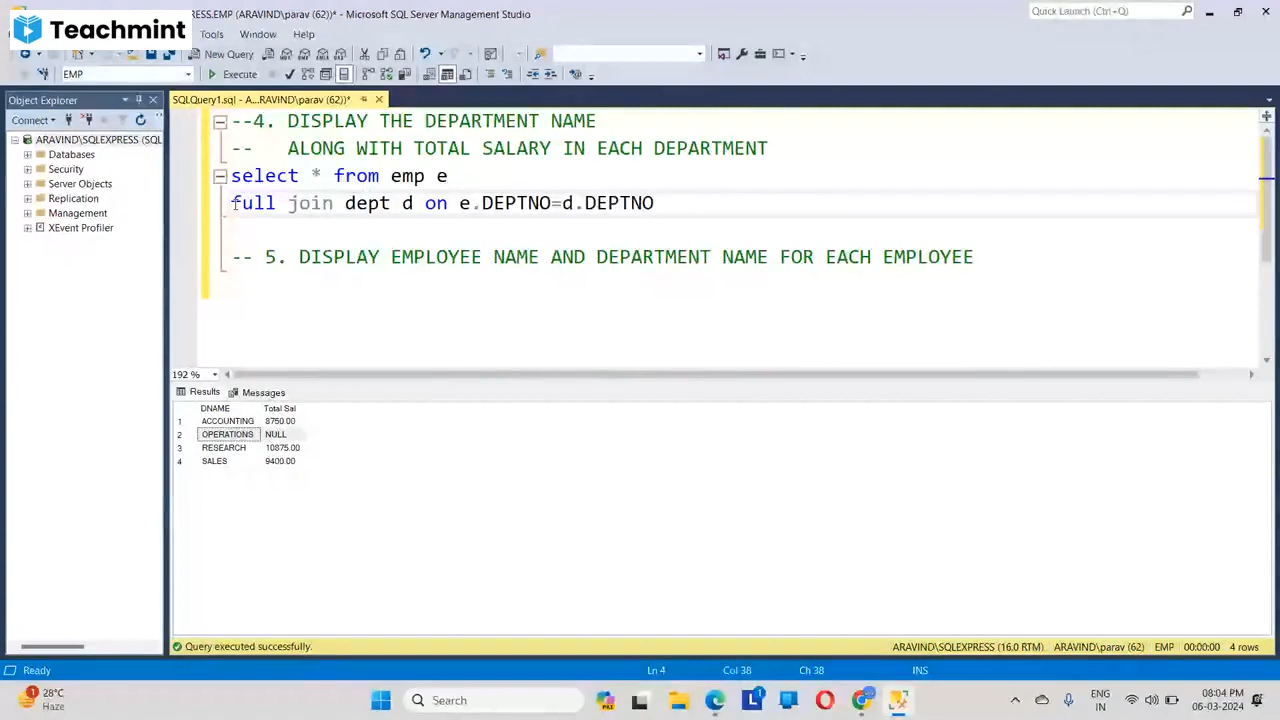 RESS.EMP (ARAVIND\parav (62))* - Microsoft SQL Server Management Studio
Quick Launch (Ctrl+Q)
Teachmint
Tools Window Help
New Query
EMP
Execute
Object Explorer
SQLQuery1.sql - A...RAVIND\parav (62))*
Connect
ARAVIND\SQLEXPRESS (SQL
Databases
Security
Server Objects
Replication
Management
XEvent Profiler
--4. DISPLAY THE DEPARTMENT NAME
-- ALONG WITH TOTAL SALARY IN EACH DEPARTMENT
select * from emp e
full join dept d on e.DEPTNO=d.DEPTNO
-- 5. DISPLAY EMPLOYEE NAME AND DEPARTMENT NAME FOR EACH EMPLOYEE
192 %
Results Messages
DNAME Total Sal
1 ACCOUNTING 8750.00
2 OPERATIONS NULL
3 RESEARCH 10875.00
4 SALES 9400.00
Query executed successfully.
ARAVIND\SQLEXPRESS (16.0 RTM) ARAVIND\parav (62) EMP 00:00:00 4 rows
Ready
Ln 4 Col 38 Ch 38 INS
28°C
Haze
Search
ENG
IN
08:04 PM
06-03-2024